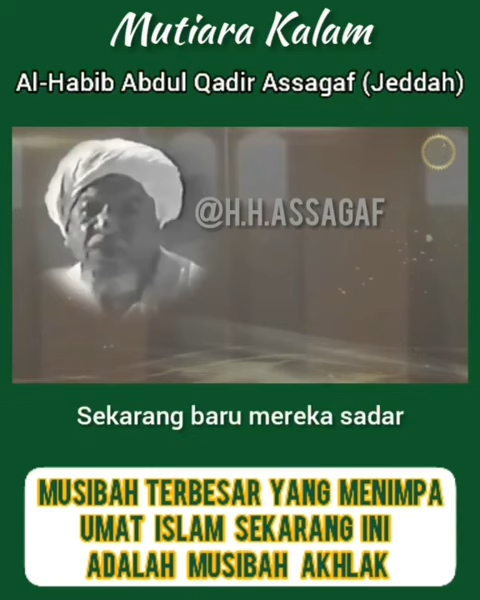 Mutiara Kalam
Al-Habib Abdul Qadir Assagaf (Jeddah)
@H.H.ASSAGAF
Sekarang baru mereka sadar
MUSIBAH TERBESAR YANG MENIMPA
UMAT ISLAM SEKARANG INI
ADALAH MUSIBAH AKHLAK